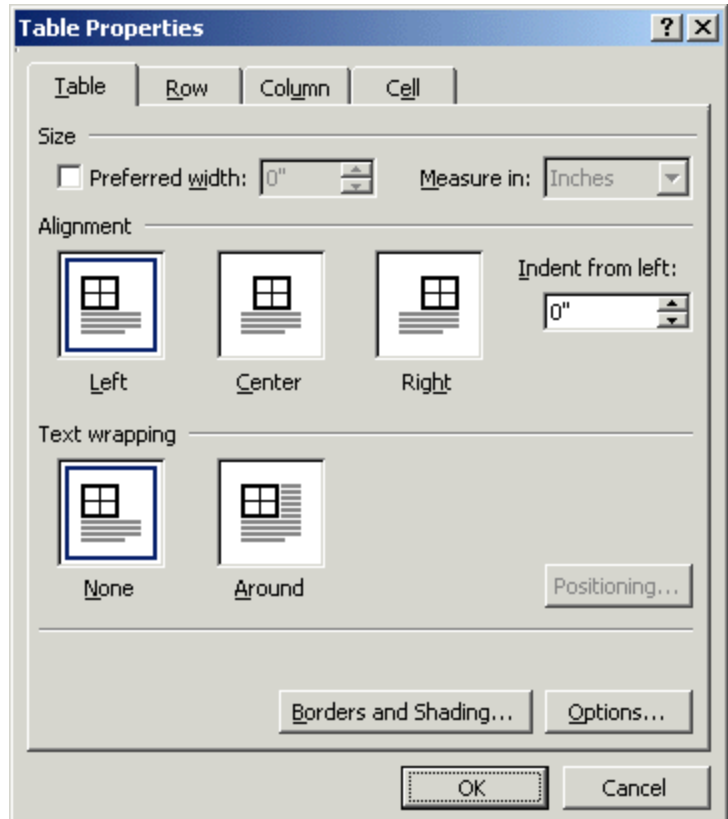 Table Properties
Table Row Column Cell
Size
Preferred width: 0" Measure in: Inches
Alignment
Indent from left:
0"
Left Center Right
Text wrapping
None Around
Positioning...
Borders and Shading... Options...
OK Cancel